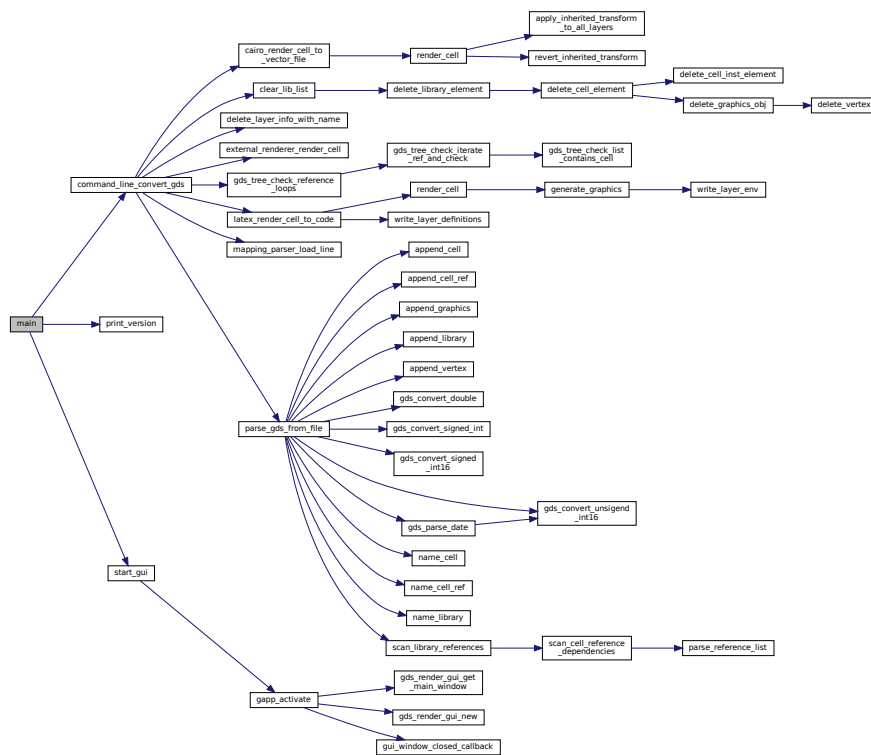 apply_inherited_transform
_to_all_layers
cairo_render_cell_to
_vector_file
render_cell
revert_inherited_transform
delete_cell_inst_element
clear_lib_list
delete_library_element
delete_cell_element
delete_graphics_obj
delete_vertex
delete_layer_info_with_name
external_renderer_render_cell
gds_tree_check_iterate
_ref_and_check
gds_tree_check_list
_contains_cell
command_line_convert_gds
gds_tree_check_reference
_loops
render_cell
generate_graphics
write_layer_env
latex_render_cell_to_code
write_layer_definitions
mapping_parser_load_line
append_cell
append_cell_ref
append_graphics
main
print_version
append_library
append_vertex
gds_convert_double
parse_gds_from_file
gds_convert_signed_int
gds_convert_signed
_int16
gds_convert_unsigend
_int16
gds_parse_date
name_cell
start_gui
name_cell_ref
name_library
scan_library_references
scan_cell_reference
_dependencies
parse_reference_list
gds_render_gui_get
_main_window
gapp_activate
gds_render_gui_new
gui_window_closed_callback